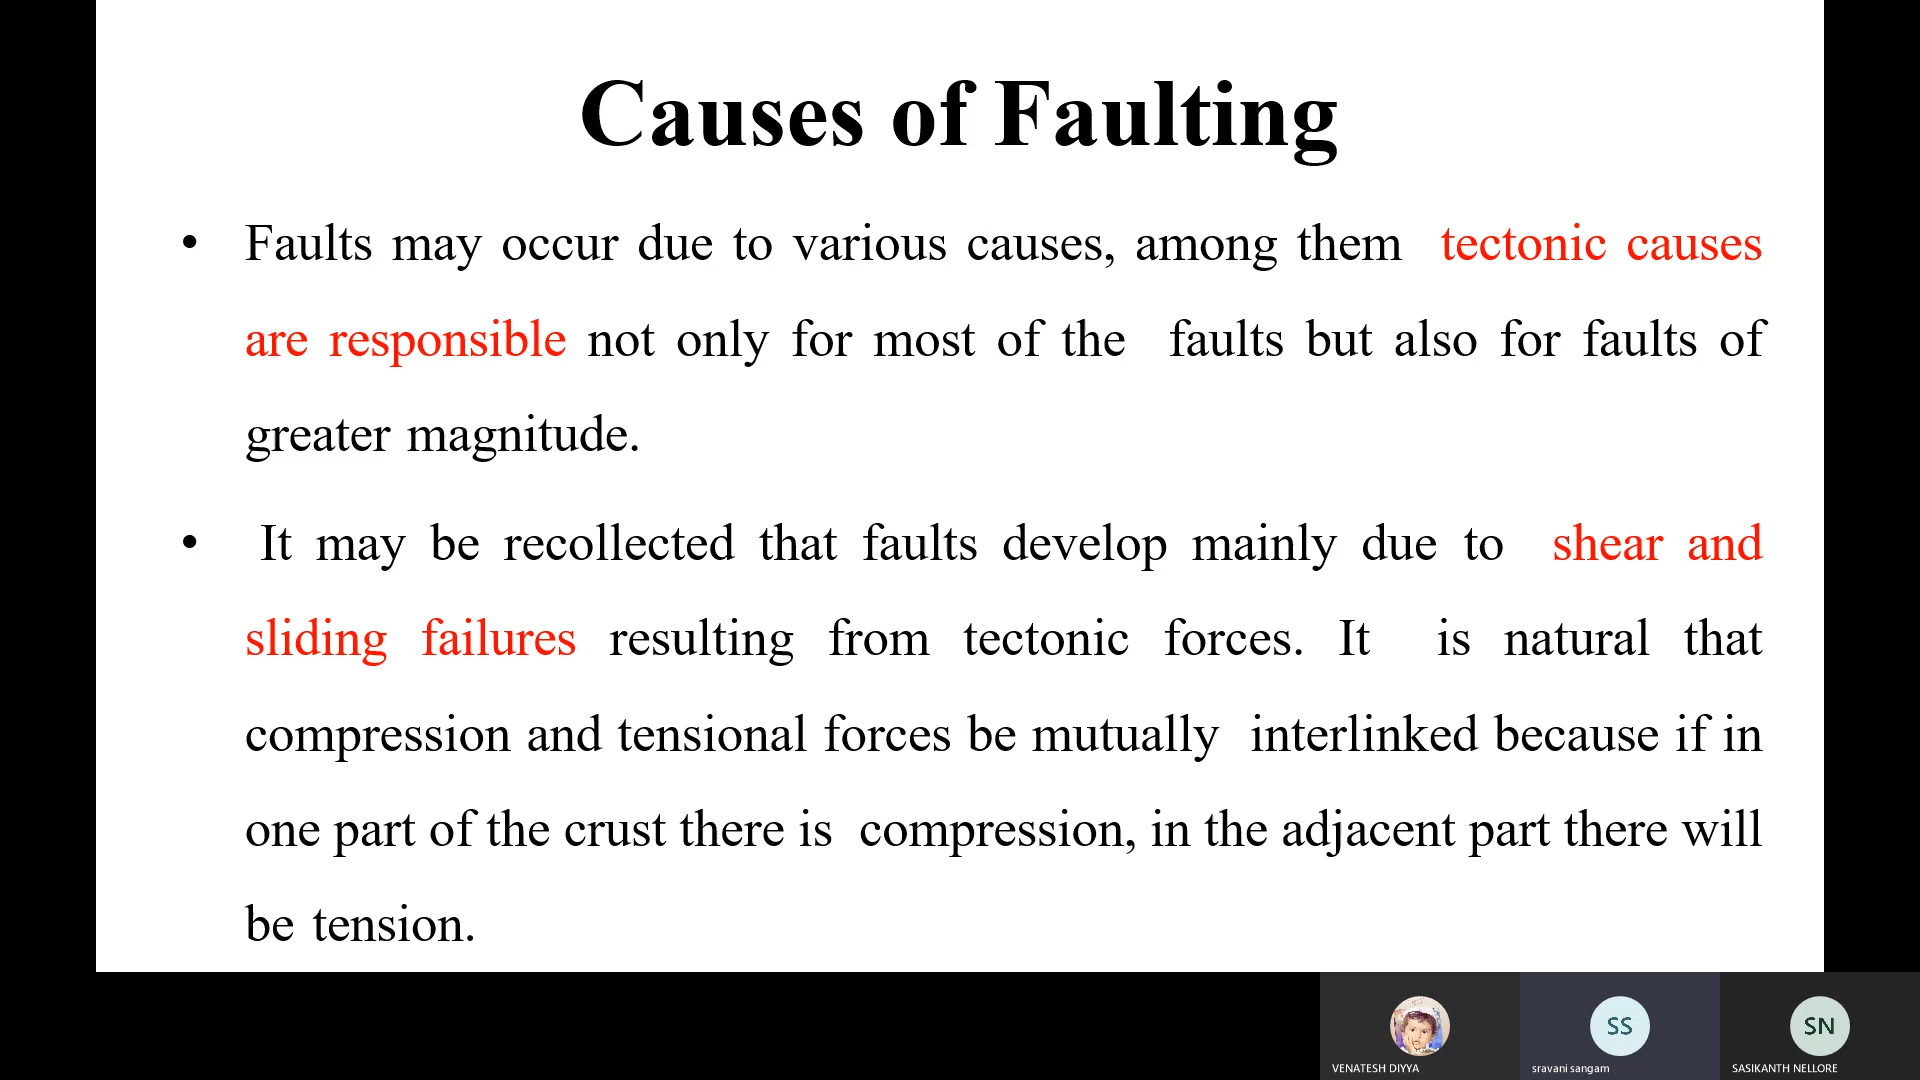 Causes of Faulting
• Faults may occur due to various causes, among them tectonic causes
are responsible not only for most of the faults but also for faults of
greater magnitude.
• It may be recollected that faults develop mainly due to shear and
sliding failures resulting from tectonic forces. It is natural that
compression and tensional forces be mutually interlinked because if in
one part of the crust there is compression, in the adjacent part there will
be tension.
SS
SN
VENATESH DIYYA
sravani sangam
SASIKANTH NELLORE